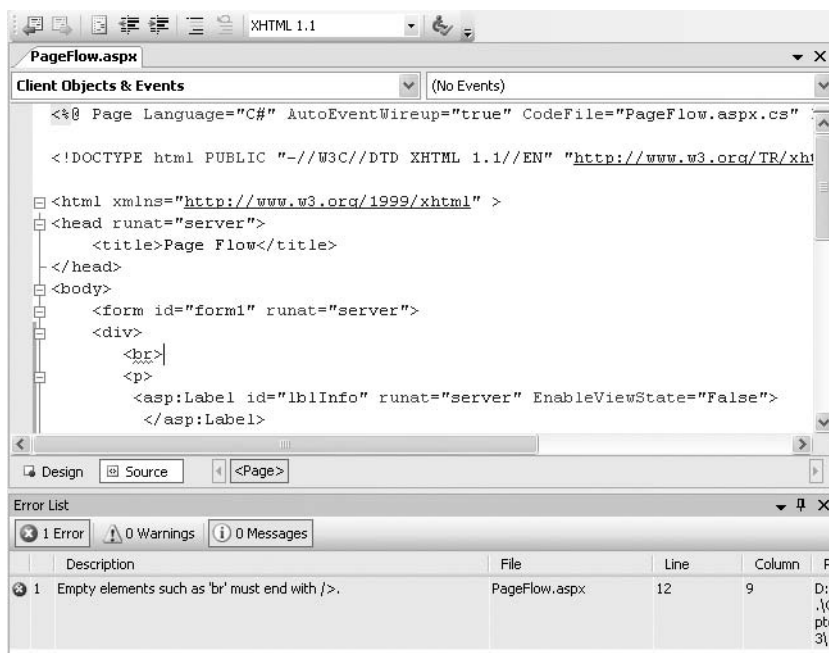 XHTML 1.1
PageFlow.aspx
Client Objects & Events
(No Events)
<%@ Page Language="C#" AutoEventWireup="true" CodeFile="PageFlow.aspx.cs"
<!DOCTYPE html PUBLIC "-//W3C//DTD XHTML 1.1//EN" "http://www.w3.org/TR/xht
<html xmlns="http://www.w3.org/1999/xhtml" >
<head runat="server">
<title>Page Flow</title>
</head>
<body>
<form id="form1" runat="server">
<div>
<br>
<p>
<asp:Label id="lblInfo" runat="server" EnableViewState="False">
</asp:Label>
Design Source <Page>
Error List
1 Error 0 Warnings 0 Messages
Description File Line Column
1 Empty elements such as 'br' must end with />. PageFlow.aspx 12 9 D:
3\